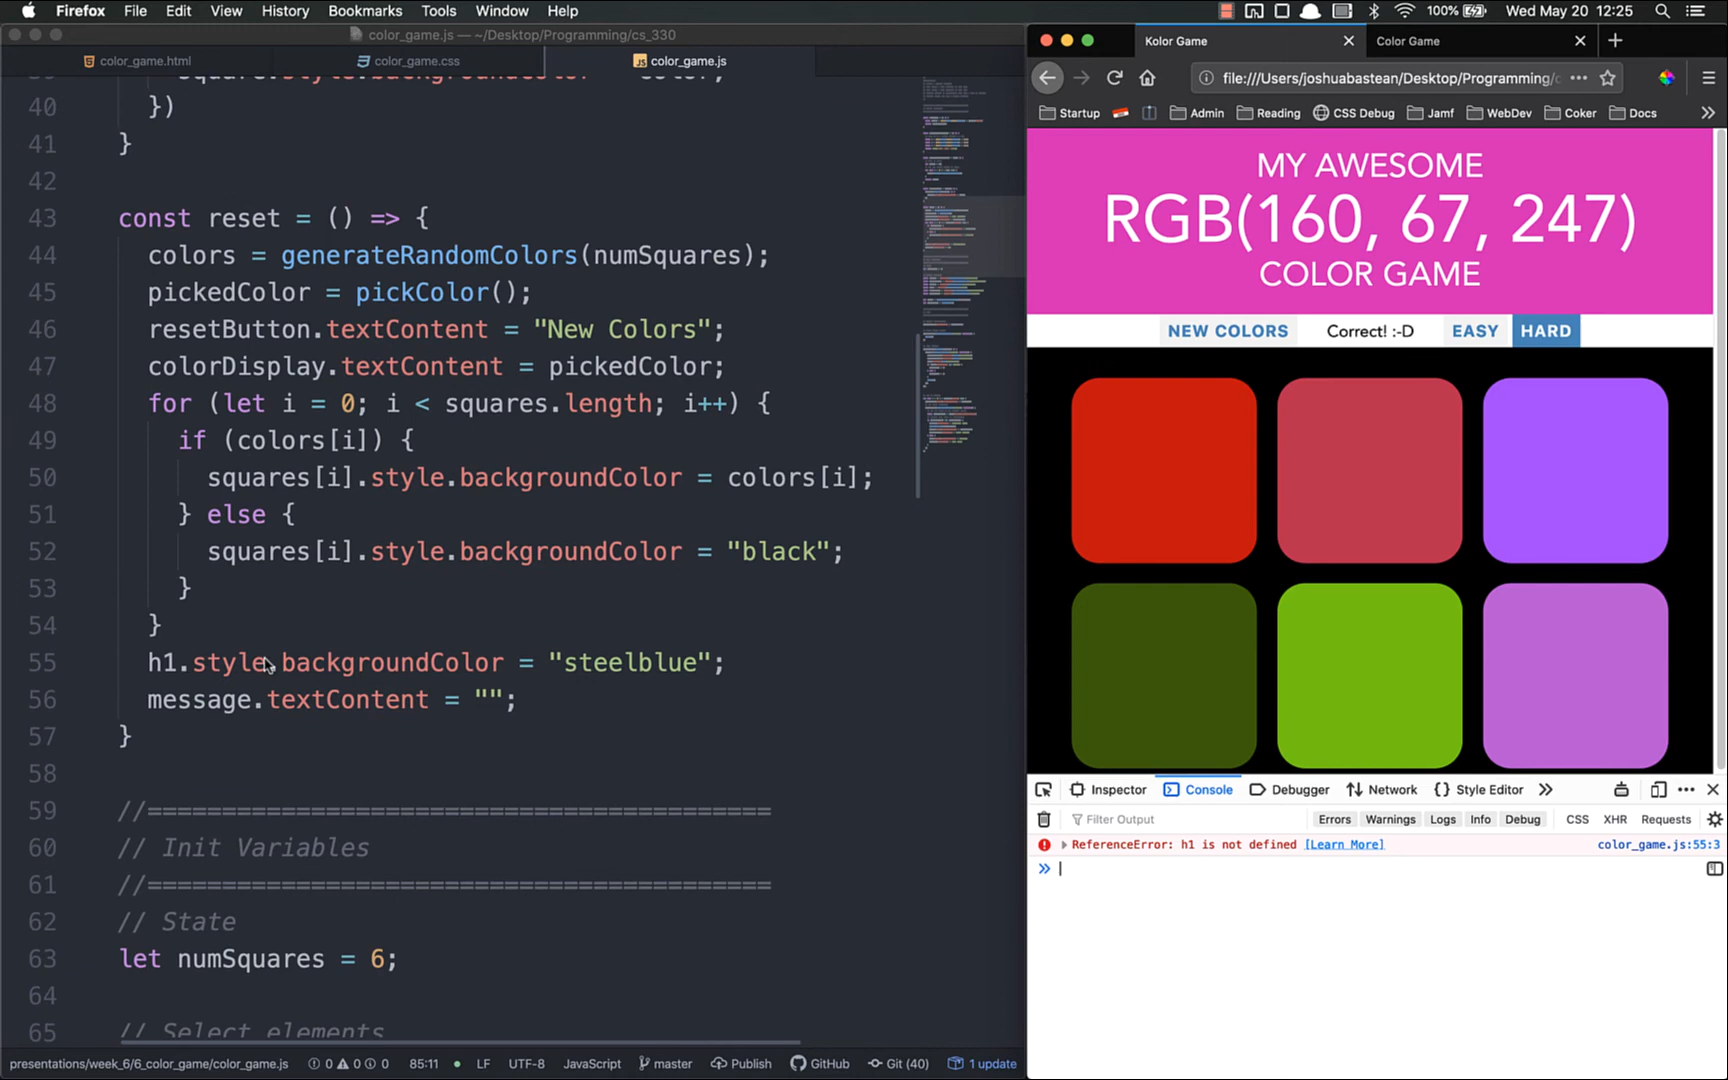 Firefox File Edit View History Bookmarks Tools Window Help 100% Wed May 20 12:25
color_game.js — ~/Desktop/Programming/cs_330
color_game.html color_game.css color_game.js
40 })
41 }
42
43 const reset = () => {
44 colors = generateRandomColors(numSquares);
45 pickedColor = pickColor();
46 resetButton.textContent = "New Colors";
47 colorDisplay.textContent = pickedColor;
48 for (let i = 0; i < squares.length; i++) {
49 if (colors[i]) {
50 squares[i].style.backgroundColor = colors[i];
51 } else {
52 squares[i].style.backgroundColor = "black";
53 }
54 }
55 h1.style.backgroundColor = "steelblue";
56 message.textContent = "";
57 }
58
59 //==========================================
60 // Init Variables
61 //==========================================
62 // State
63 let numSquares = 6;
64
65 // Select elements
presentations/week_6/6_color_game/color_game.js 0 0 0 85:11 LF UTF-8 JavaScript master Publish GitHub Git (40) 1 update
Kolor Game Color Game
file:///Users/joshuabastean/Desktop/Programming/
Startup Admin Reading CSS Debug Jamf WebDev Coker Docs
MY AWESOME
RGB(160, 67, 247)
COLOR GAME
NEW COLORS Correct! :-D EASY HARD
Inspector Console Debugger Network {} Style Editor
Filter Output Errors Warnings Logs Info Debug CSS XHR Requests
ReferenceError: h1 is not defined [Learn More] color_game.js:55:3